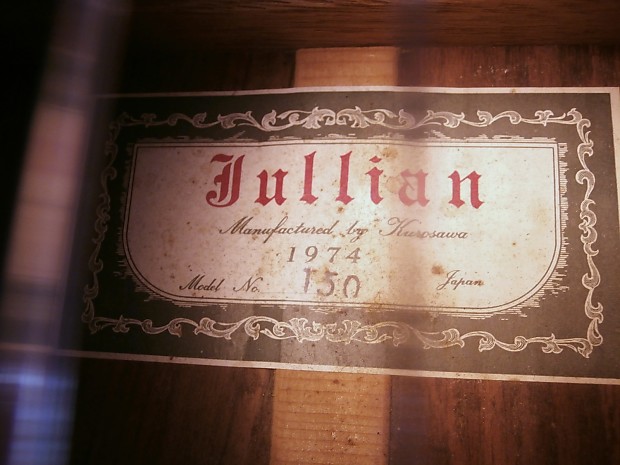 Jullian
Manufactured by Kurosawa
1974
Model No. 150 Japan